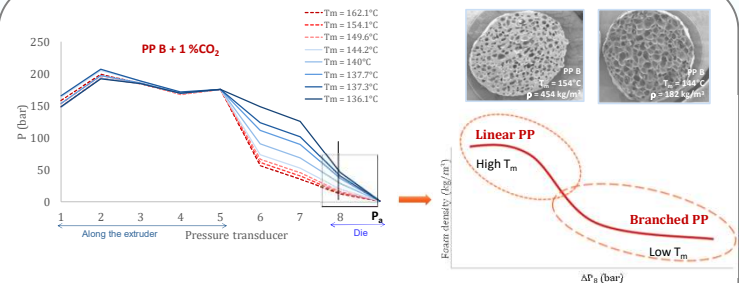 PP B + 1 %CO₂
Tm = 162.1°C
Tm = 154.1°C
Tm = 149.6°C
Tm = 144.2°C
Tm = 140°C
Tm = 137.7°C
Tm = 137.3°C
Tm = 136.1°C
P (bar)
250
200
150
100
50
0
1 2 3 4 5 6 7 8 Pₐ
Along the extruder
Pressure transducer
Die
PP B
Tₘ = 154°C
ρ = 454 kg/m³
PP B
Tₘ = 144°C
ρ = 182 kg/m³
Linear PP
High Tₘ
Branched PP
Low Tₘ
Foam density (kg/m³)
ΔP₈ (bar)